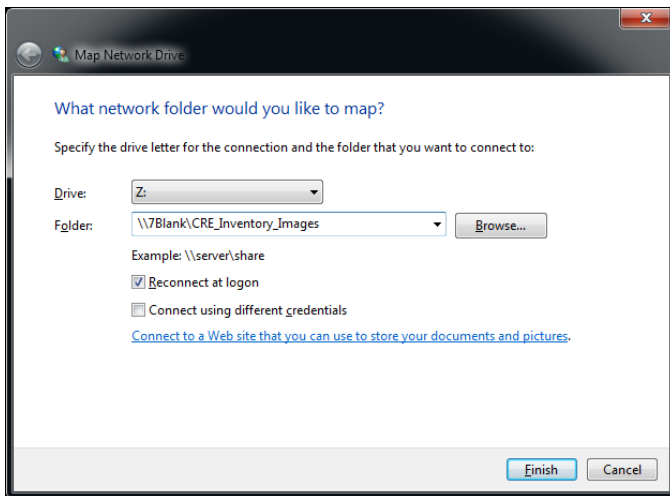 Map Network Drive
What network folder would you like to map?
Specify the drive letter for the connection and the folder that you want to connect to:
Drive: Z:
Folder: \\7Blank\CRE_Inventory_Images Browse...
Example: \\server\share
Reconnect at logon
Connect using different credentials
Connect to a Web site that you can use to store your documents and pictures.
Finish Cancel